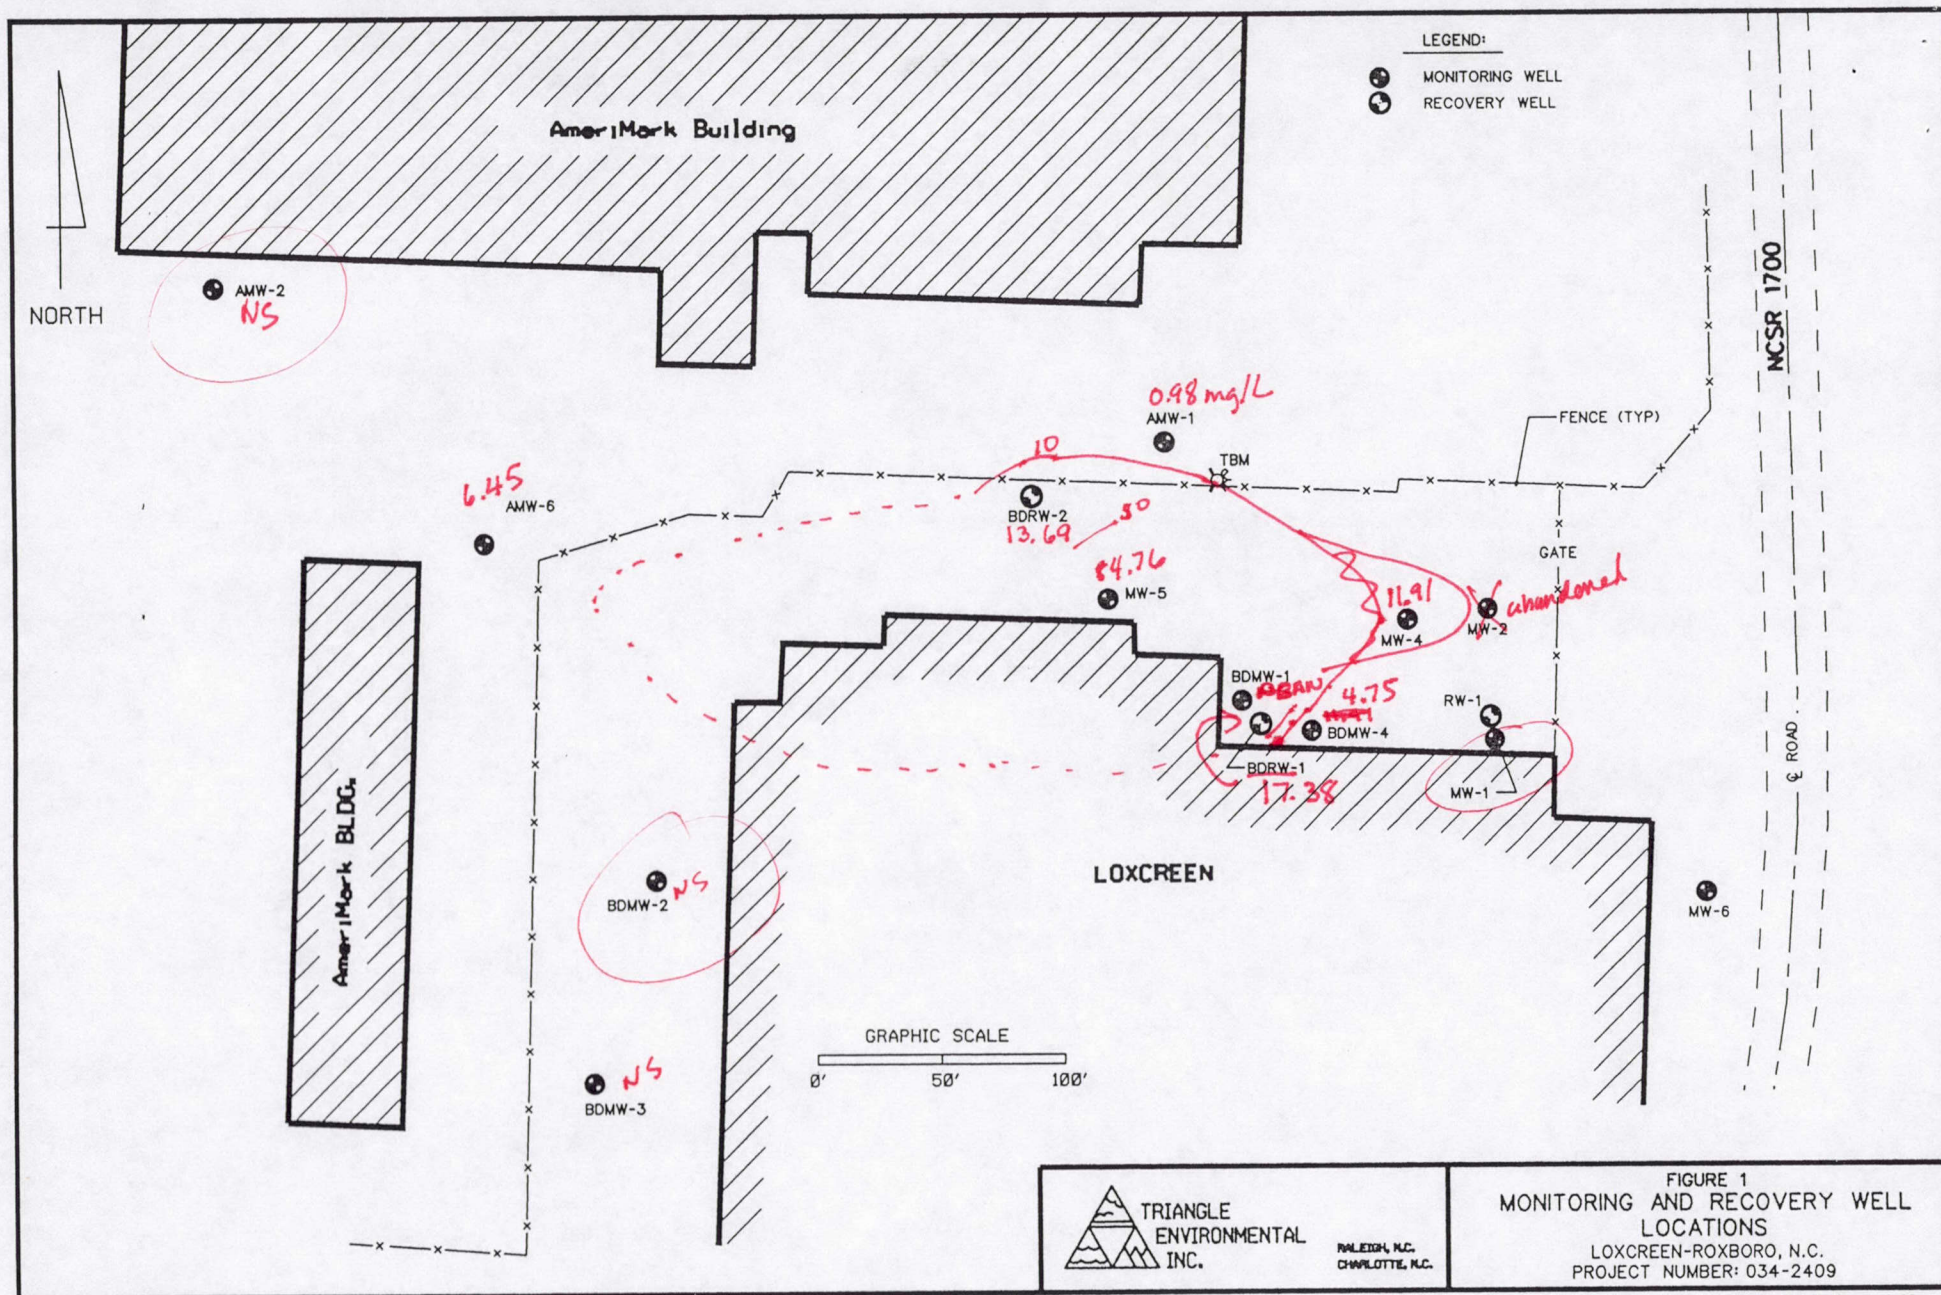 LEGEND:
MONITORING WELL
RECOVERY WELL
AmeriMark Building
NORTH
AMW-2
NS
NCSR 1700
0.98 mg/L
AMW-1
FENCE (TYP)
10
TBM
6.45
AMW-6
BDRW-2
13.69
50
GATE
84.76
MW-5
11.91
MW-4
MW-2
abandoned
BDMW-1
ABAN.
4.75
BDMW-4
RW-1
BDRW-1
17.38
MW-1
℄ ROAD
AmeriMark BLDG.
LOXCREEN
BDMW-2
NS
MW-6
GRAPHIC SCALE
0' 50' 100'
BDMW-3
NS
TRIANGLE
ENVIRONMENTAL
INC.
RALEIGH, N.C.
CHARLOTTE, N.C.
FIGURE 1
MONITORING AND RECOVERY WELL
LOCATIONS
LOXCREEN-ROXBORO, N.C.
PROJECT NUMBER: 034-2409